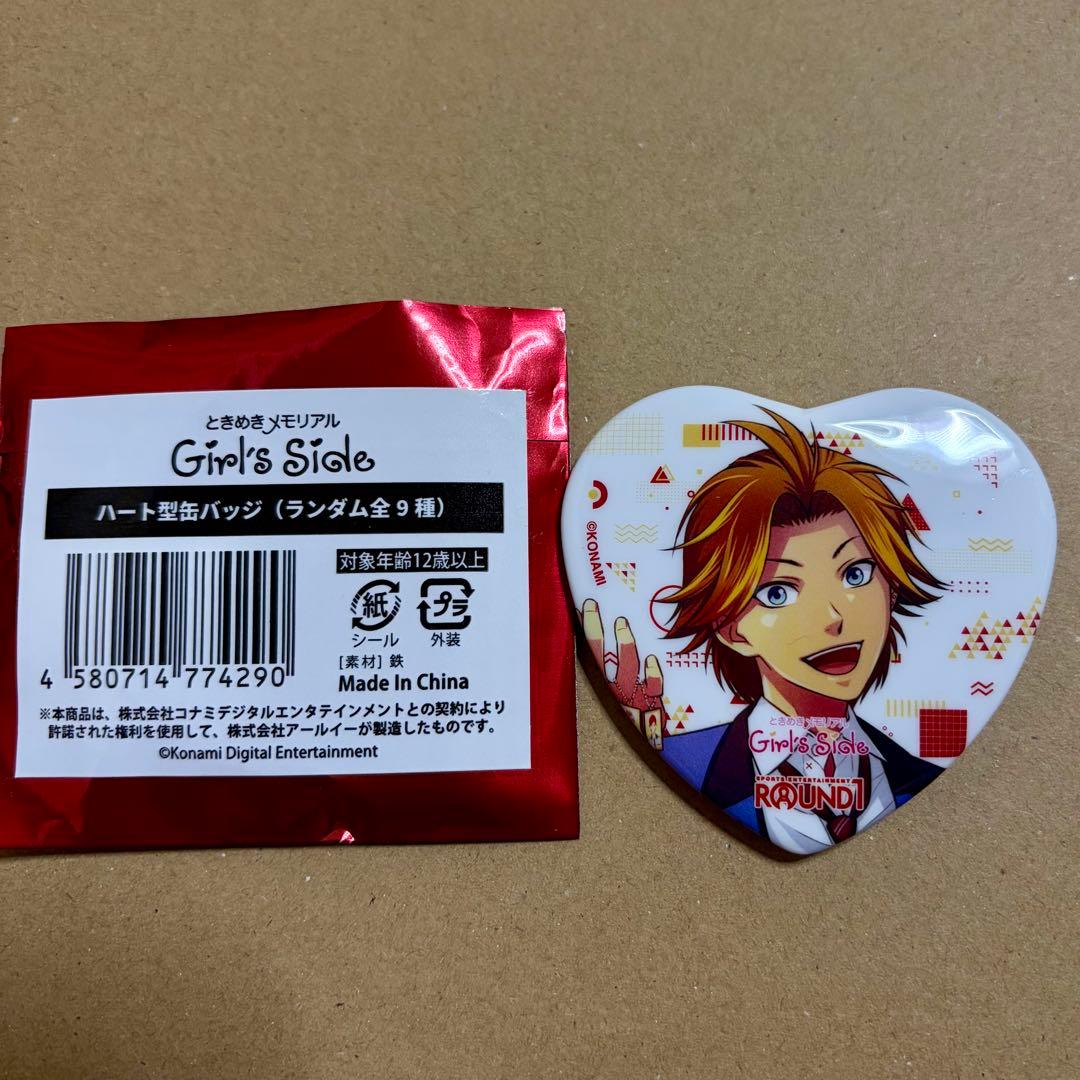 ときめきメモリアル
Girl's Side
ハート型缶バッジ（ランダム全9種）
対象年齢12歳以上
紙
シール
プラ
外装
[素材] 鉄
Made In China
4 580714 774290
※本商品は、株式会社コナミデジタルエンタテインメントとの契約により
許諾された権利を使用して、株式会社アールイーが製造したものです。
©Konami Digital Entertainment
©KONAMI
ときめきメモリアル
Girl's Side
×
SPORTS ENTERTAINMENT
ROUND1